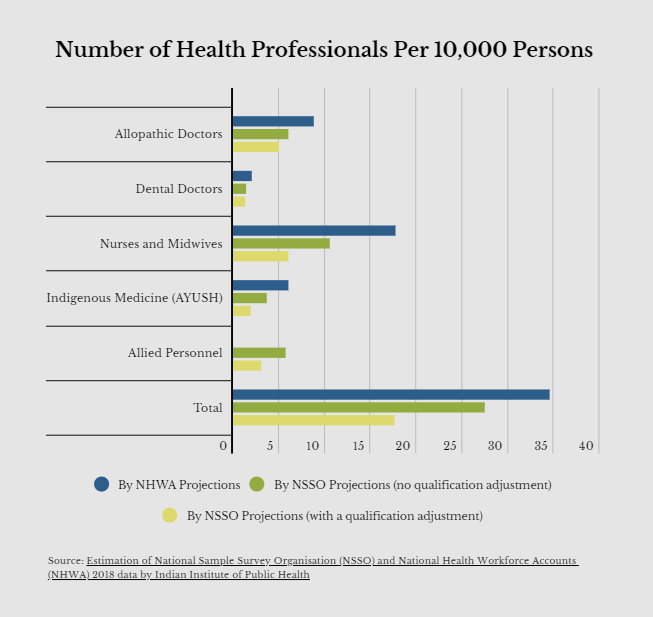 Number of Health Professionals Per 10,000 Persons
Allopathic Doctors
Dental Doctors
Nurses and Midwives
Indigenous Medicine (AYUSH)
Allied Personnel
Total
0 5 10 15 20 25 30 35 40
By NHWA Projections By NSSO Projections (no qualification adjustment)
By NSSO Projections (with a qualification adjustment)
Source: Estimation of National Sample Survey Organisation (NSSO) and National Health Workforce Accounts
(NHWA) 2018 data by Indian Institute of Public Health